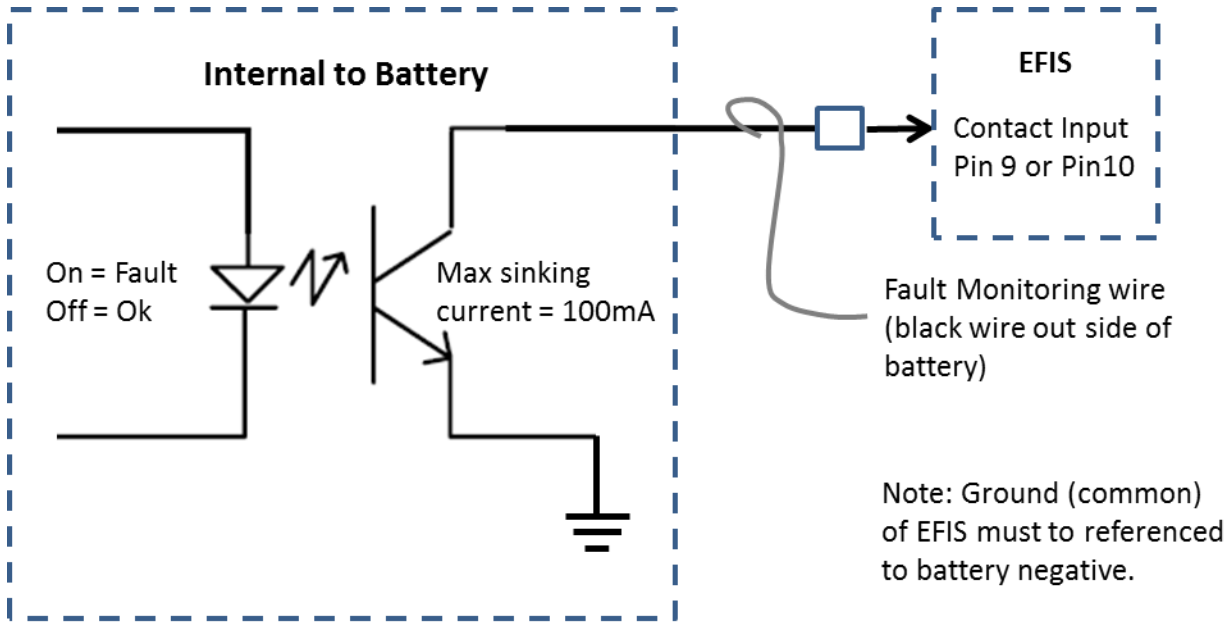 Internal to Battery
On = Fault
Off = Ok
Max sinking
current = 100mA
EFIS
Contact Input
Pin 9 or Pin10
Fault Monitoring wire
(black wire out side of
battery)
Note: Ground (common)
of EFIS must to referenced
to battery negative.